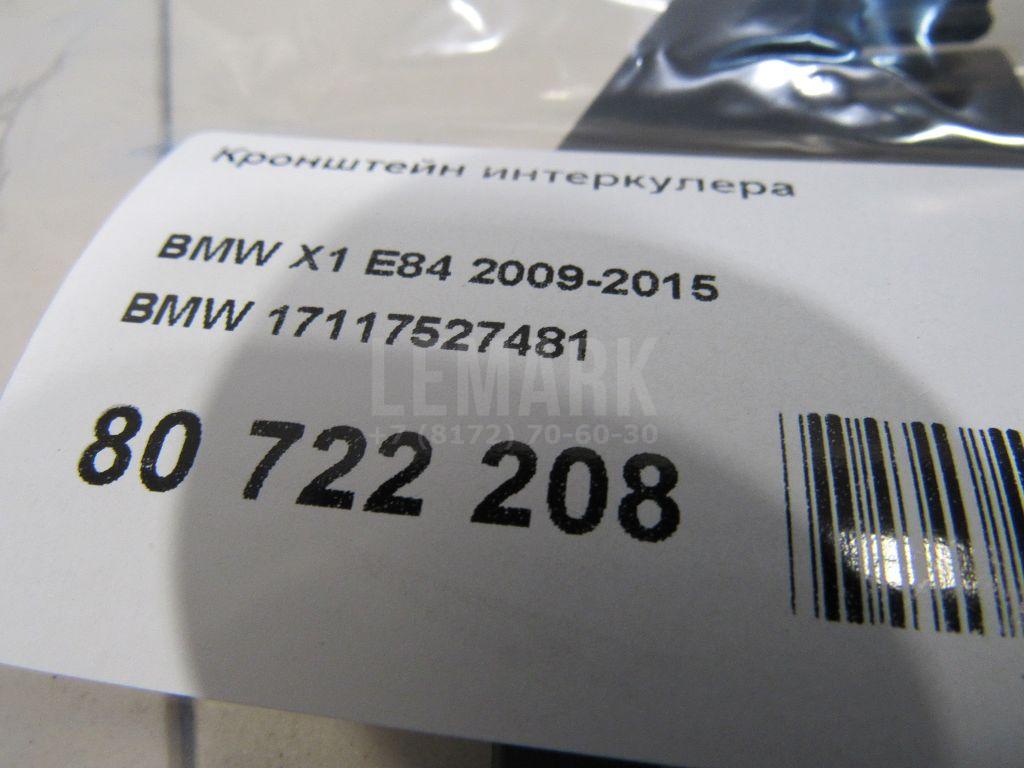 Кронштейн интеркулера
BMW X1 E84 2009-2015
BMW 17117527481
LEMARK
+7 (8172) 70-60-30
80 722 208